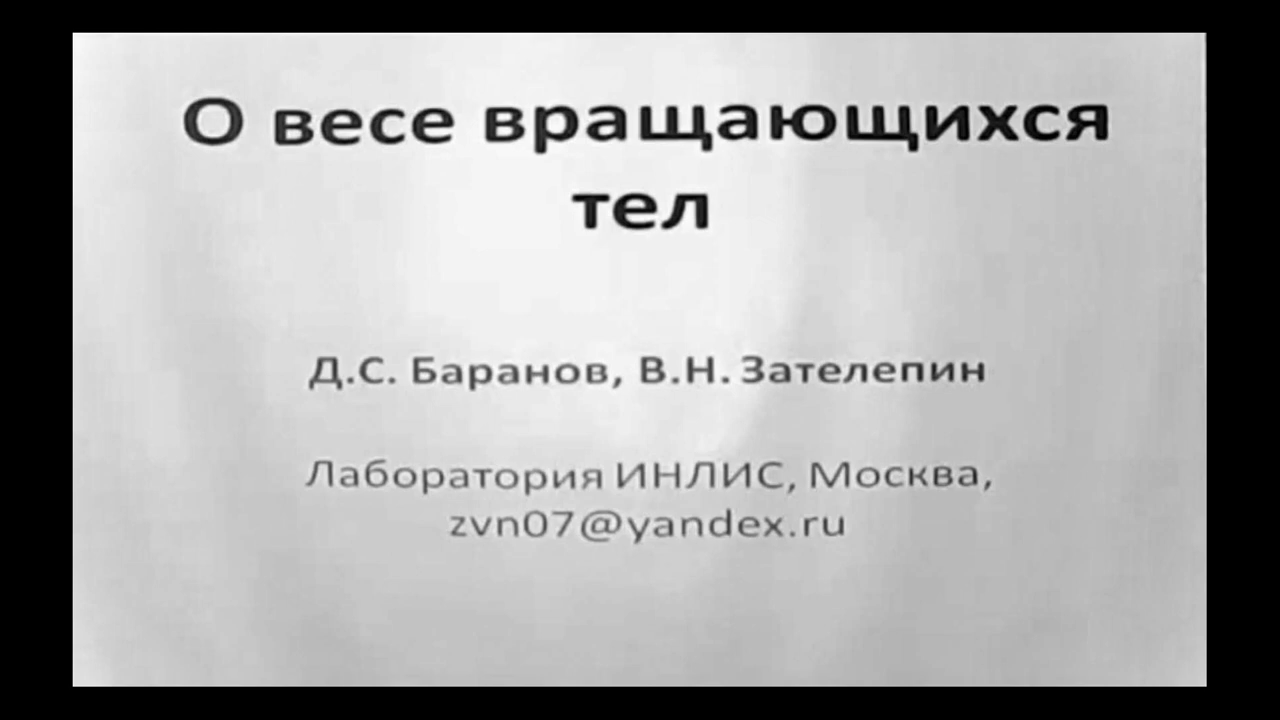 О весе вращающихся
тел
Д.С. Баранов, В.Н. Зателепин
Лаборатория ИНЛИС, Москва,
zvn07@yandex.ru